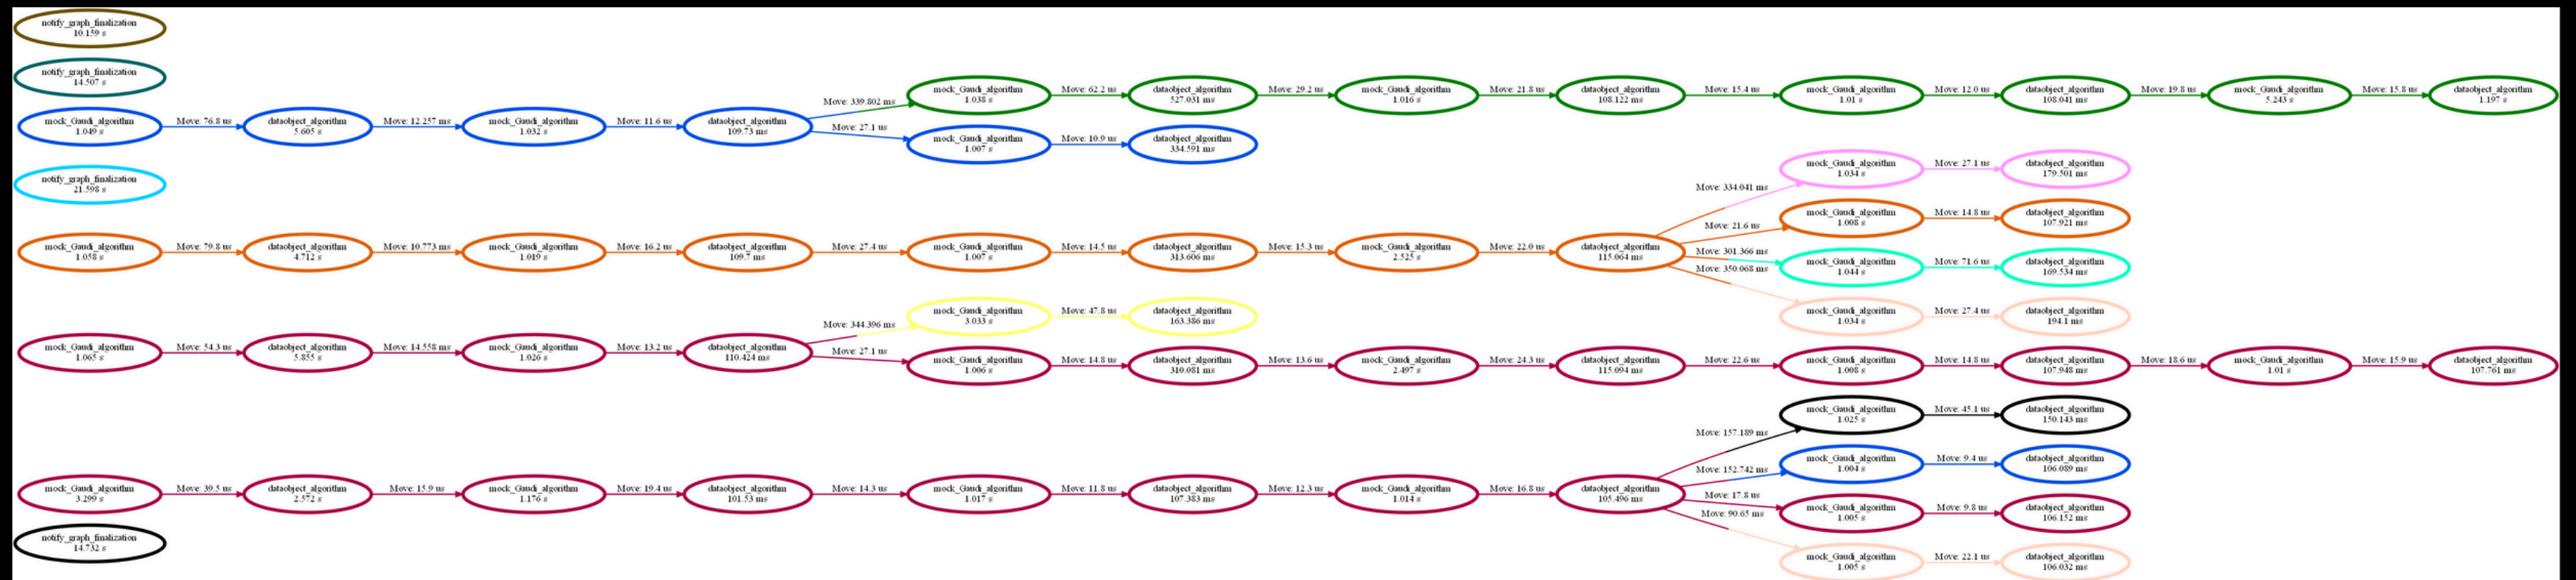 notify_graph_finalization
10.159 s
notify_graph_finalization
14.507 s
mock_Gaudi_algorithm
1.038 s
Move: 62.2 us
dataobject_algorithm
527.031 ms
Move: 29.2 us
mock_Gaudi_algorithm
1.016 s
Move: 21.8 us
dataobject_algorithm
108.122 ms
Move: 15.4 us
mock_Gaudi_algorithm
1.01 s
Move: 12.0 us
dataobject_algorithm
108.041 ms
Move: 19.8 us
mock_Gaudi_algorithm
5.243 s
Move: 15.8 us
dataobject_algorithm
1.197 s
mock_Gaudi_algorithm
1.049 s
Move: 76.8 us
dataobject_algorithm
5.605 s
Move: 12.257 ms
mock_Gaudi_algorithm
1.032 s
Move: 11.6 us
dataobject_algorithm
109.73 ms
Move: 339.802 ms
Move: 27.1 us
mock_Gaudi_algorithm
1.007 s
Move: 10.9 us
dataobject_algorithm
334.591 ms
notify_graph_finalization
21.598 s
mock_Gaudi_algorithm
1.058 s
Move: 79.8 us
dataobject_algorithm
4.712 s
Move: 10.773 ms
mock_Gaudi_algorithm
1.019 s
Move: 16.2 us
dataobject_algorithm
109.7 ms
Move: 27.4 us
mock_Gaudi_algorithm
1.007 s
Move: 14.5 us
dataobject_algorithm
313.606 ms
Move: 15.3 us
mock_Gaudi_algorithm
2.525 s
Move: 22.0 us
dataobject_algorithm
115.064 ms
Move: 334.041 ms
mock_Gaudi_algorithm
1.034 s
Move: 27.1 us
dataobject_algorithm
179.501 ms
Move: 21.6 us
mock_Gaudi_algorithm
1.008 s
Move: 14.8 us
dataobject_algorithm
107.921 ms
Move: 301.366 ms
mock_Gaudi_algorithm
1.044 s
Move: 71.6 us
dataobject_algorithm
169.534 ms
Move: 350.068 ms
mock_Gaudi_algorithm
1.034 s
Move: 27.4 us
dataobject_algorithm
194.1 ms
mock_Gaudi_algorithm
1.065 s
Move: 54.3 us
dataobject_algorithm
5.855 s
Move: 14.558 ms
mock_Gaudi_algorithm
1.026 s
Move: 13.2 us
dataobject_algorithm
110.424 ms
Move: 344.396 ms
mock_Gaudi_algorithm
3.033 s
Move: 47.8 us
dataobject_algorithm
163.386 ms
Move: 27.1 us
mock_Gaudi_algorithm
1.006 s
Move: 14.8 us
dataobject_algorithm
310.081 ms
Move: 13.6 us
mock_Gaudi_algorithm
2.497 s
Move: 24.3 us
dataobject_algorithm
115.094 ms
Move: 22.6 us
mock_Gaudi_algorithm
1.008 s
Move: 14.8 us
dataobject_algorithm
107.948 ms
Move: 18.6 us
mock_Gaudi_algorithm
1.01 s
Move: 15.9 us
dataobject_algorithm
107.761 ms
mock_Gaudi_algorithm
3.299 s
Move: 39.5 us
dataobject_algorithm
2.572 s
Move: 15.9 us
mock_Gaudi_algorithm
1.176 s
Move: 19.4 us
dataobject_algorithm
101.53 ms
Move: 14.3 us
mock_Gaudi_algorithm
1.017 s
Move: 11.8 us
dataobject_algorithm
107.383 ms
Move: 12.3 us
mock_Gaudi_algorithm
1.014 s
Move: 16.8 us
dataobject_algorithm
105.496 ms
Move: 157.189 ms
mock_Gaudi_algorithm
1.025 s
Move: 45.1 us
dataobject_algorithm
150.143 ms
Move: 152.742 ms
mock_Gaudi_algorithm
1.004 s
Move: 9.4 us
dataobject_algorithm
106.089 ms
Move: 17.8 us
mock_Gaudi_algorithm
1.005 s
Move: 9.8 us
dataobject_algorithm
106.152 ms
Move: 90.65 ms
mock_Gaudi_algorithm
1.005 s
Move: 22.1 us
dataobject_algorithm
106.032 ms
notify_graph_finalization
14.732 s